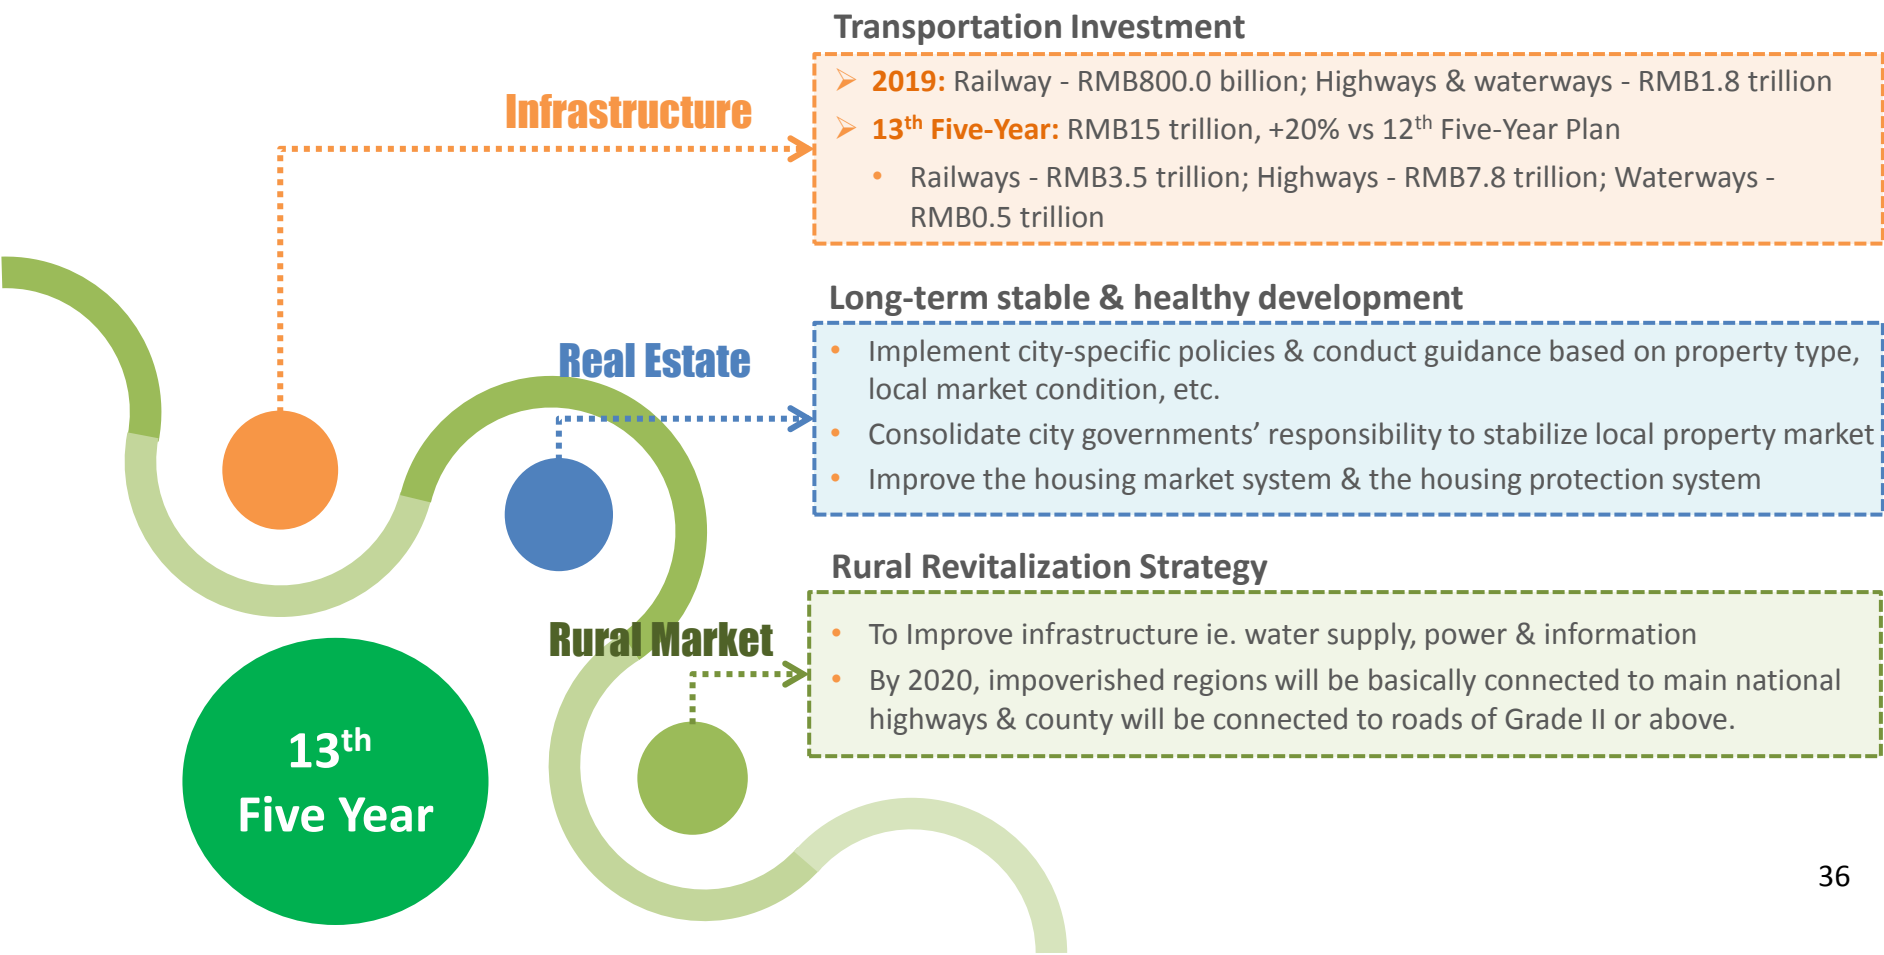 Transportation Investment
Infrastructure
➢ 2019: Railway - RMB800.0 billion; Highways & waterways - RMB1.8 trillion
➢ 13th Five-Year: RMB15 trillion, +20% vs 12th Five-Year Plan
• Railways - RMB3.5 trillion; Highways - RMB7.8 trillion; Waterways -
RMB0.5 trillion
Long-term stable & healthy development
Real Estate
• Implement city-specific policies & conduct guidance based on property type,
local market condition, etc.
• Consolidate city governments’ responsibility to stabilize local property market
• Improve the housing market system & the housing protection system
Rural Revitalization Strategy
Rural Market
• To Improve infrastructure ie. water supply, power & information
• By 2020, impoverished regions will be basically connected to main national
highways & county will be connected to roads of Grade II or above.
13th
Five Year
36